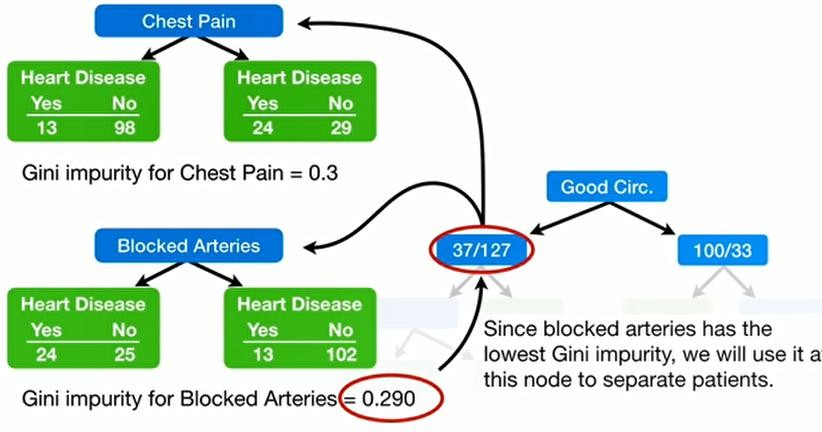 Chest Pain
Heart Disease
Yes No
13 98
Heart Disease
Yes No
24 29
Gini impurity for Chest Pain = 0.3
Good Circ.
37/127
100/33
Blocked Arteries
Heart Disease
Yes No
24 25
Heart Disease
Yes No
13 102
Gini impurity for Blocked Arteries = 0.290
Since blocked arteries has the
lowest Gini impurity, we will use it a
this node to separate patients.